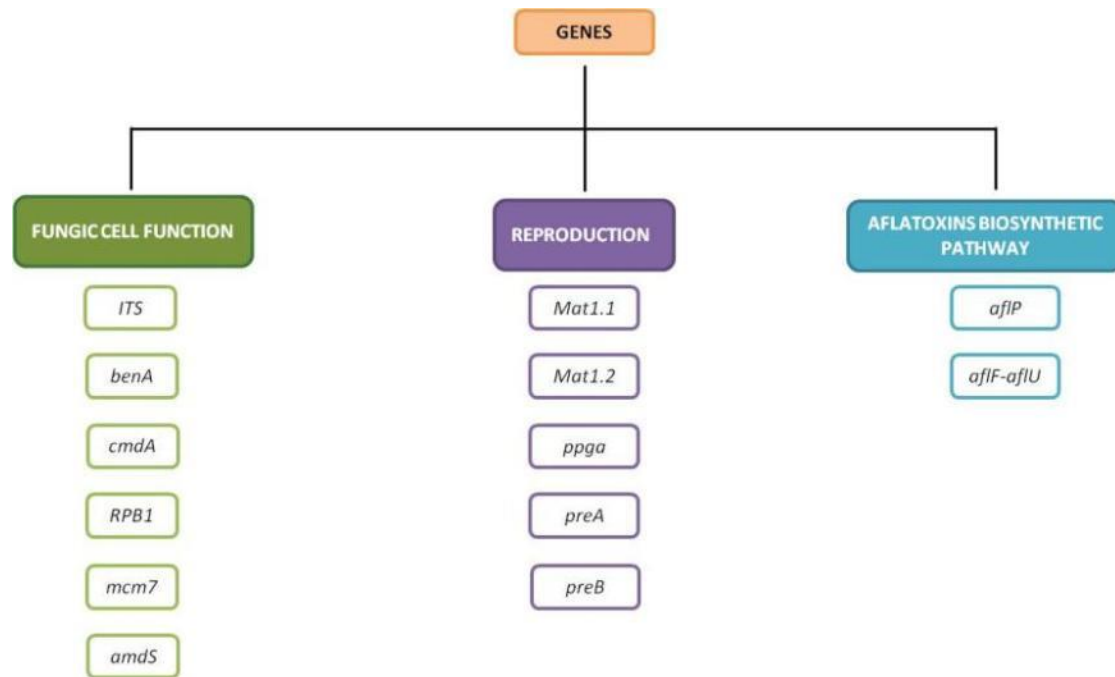 GENES
FUNGIC CELL FUNCTION
ITS
benA
cmdA
RPB1
mcm7
amdS
REPRODUCTION
Mat1.1
Mat1.2
ppga
preA
preB
AFLATOXINS BIOSYNTHETIC
PATHWAY
aflP
aflF-aflU